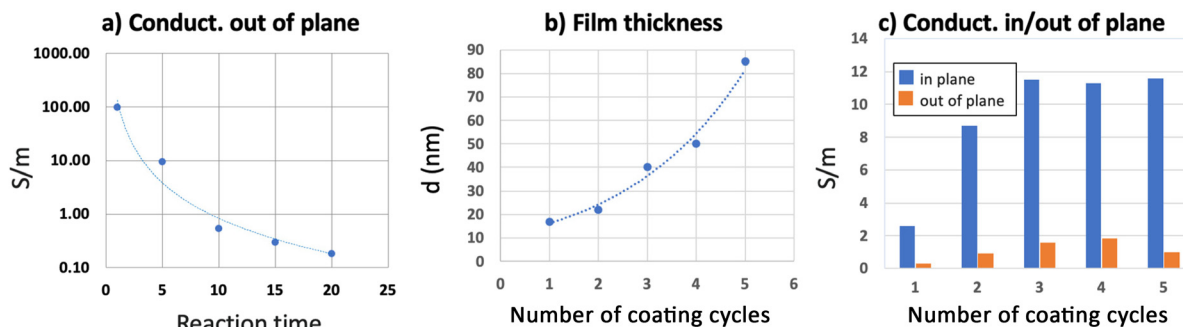 a) Conduct. out of plane
1000.00
100.00
10.00
1.00
0.10
S/m
0 5 10 15 20 25
Reaction time
b) Film thickness
90
80
70
60
50
40
30
20
10
0
d (nm)
0 1 2 3 4 5 6
Number of coating cycles
c) Conduct. in/out of plane
14
12
10
8
6
4
2
0
S/m
in plane
out of plane
1 2 3 4 5
Number of coating cycles